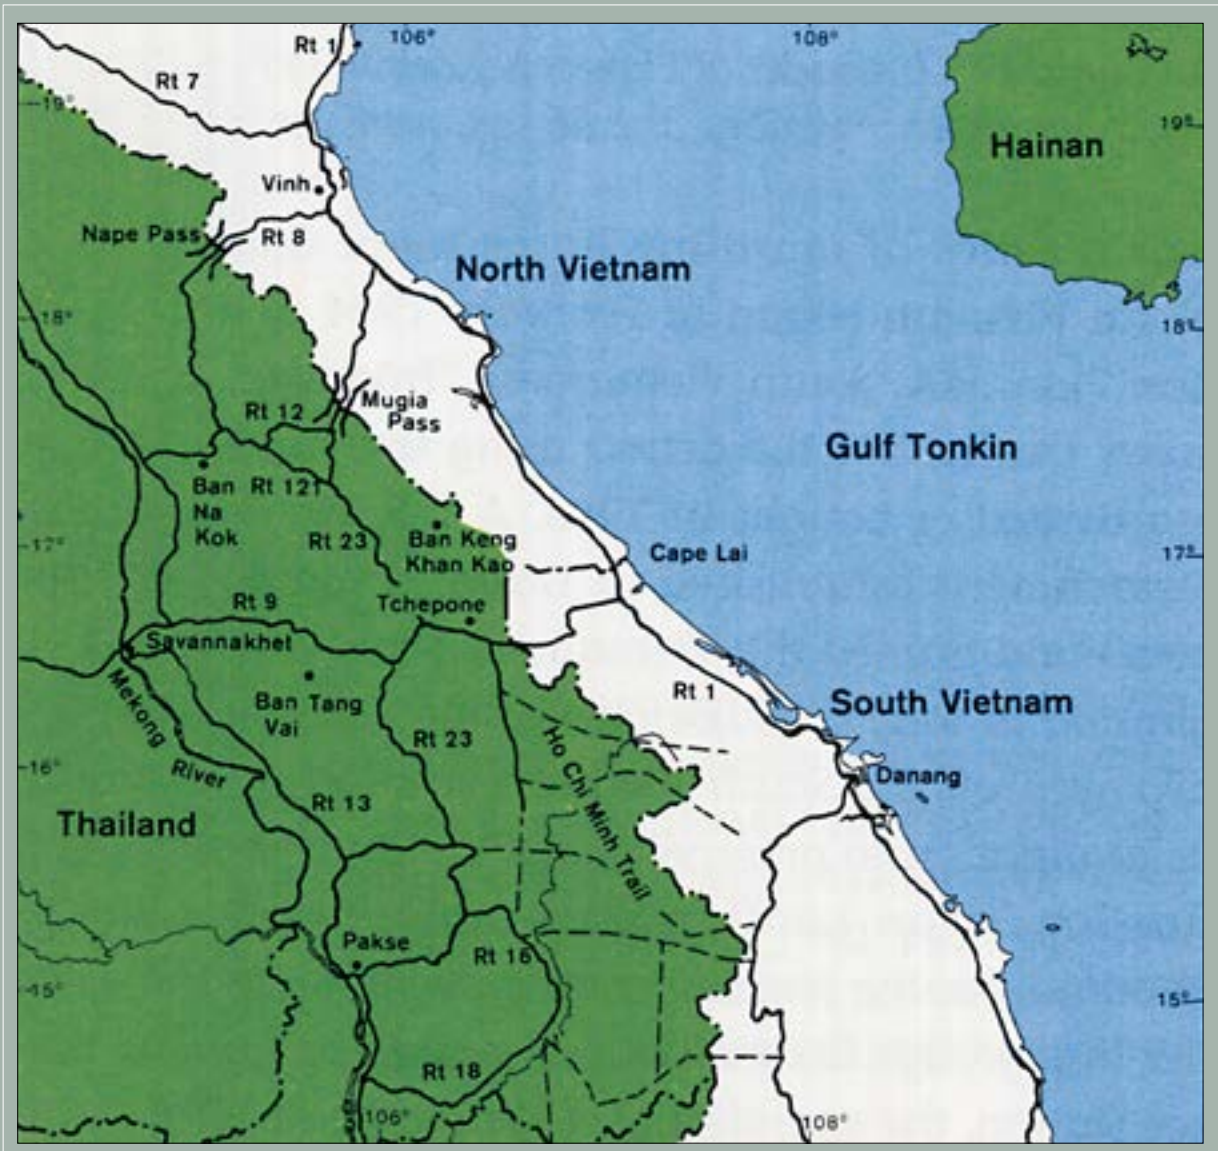 Rt 1
106°
108°
Rt 7
19°
19°
Hainan
Vinh
Nape Pass
Rt 8
North Vietnam
18°
18°
Rt 12
Mugia
Pass
Gulf Tonkin
Ban
Na
Kok
Rt 121
17°
Rt 23
Ban Keng
Khan Kao
Cape Lai
17°
Rt 9
Tchepone
Savannakhet
Mekong
River
Ban Tang
Vai
Rt 1
South Vietnam
Rt 23
Ho Chi Minh Trail
16°
Danang
Rt 13
Thailand
Pakse
Rt 16
15°
15°
Rt 18
106°
108°